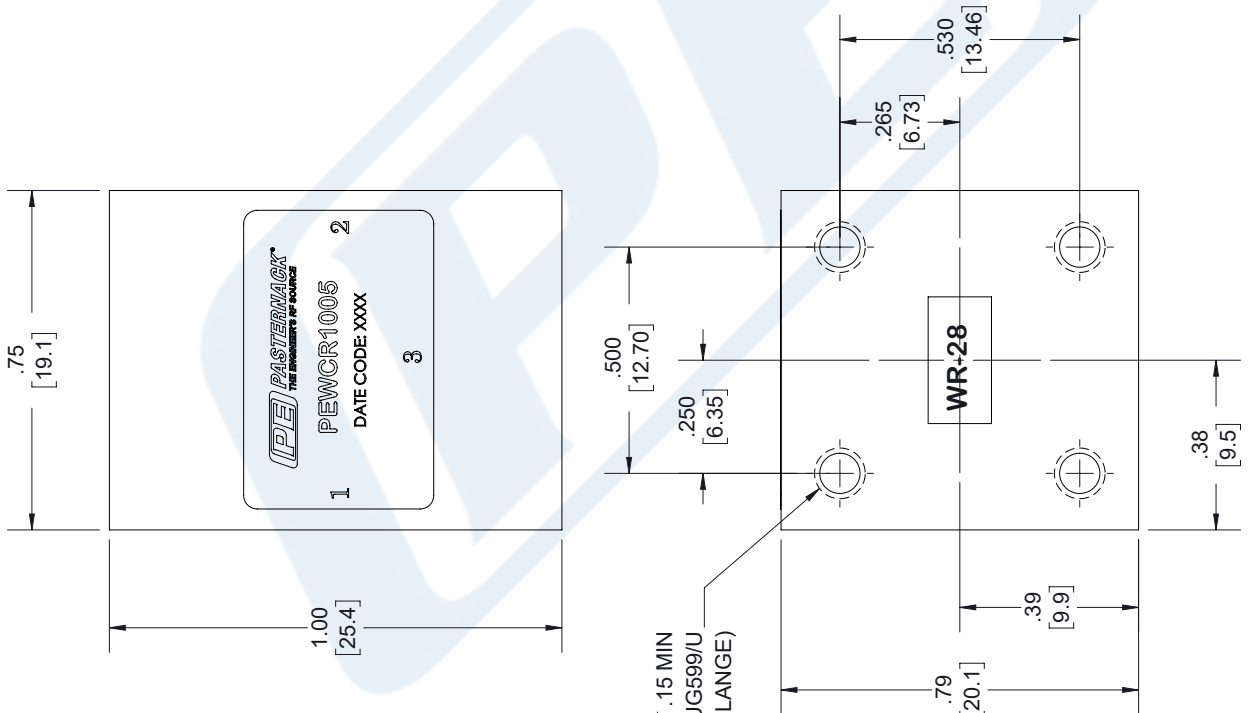 .75
[19.1]
PE PASTERNACK®
THE ENGINEER'S RF SOURCE
PEWCR1005
DATE CODE: XXXX
1
2
3
1.00
[25.4]
.530
[13.46]
.265
[6.73]
.500
[12.70]
.250
[6.35]
WR-28
.15 MIN
G599/U
LANGE)
.38
[9.5]
.39
[9.9]
.79
20.1]